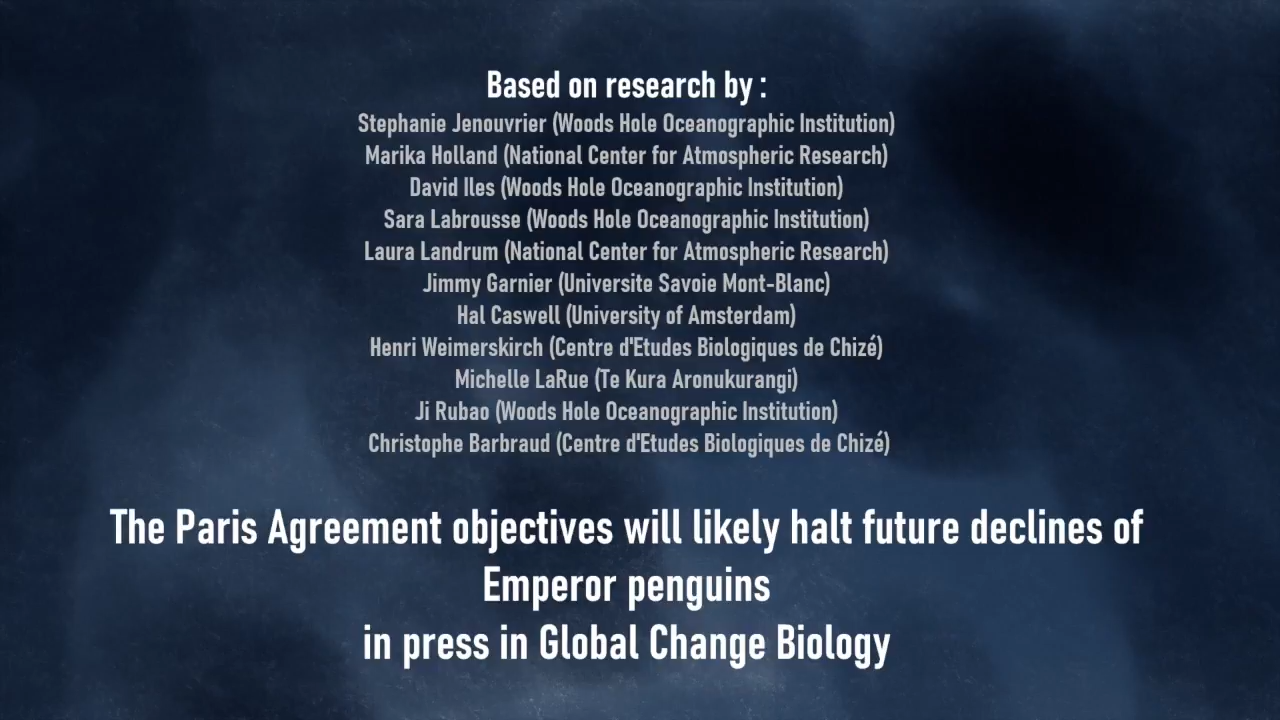 Based on research by :
Stephanie Jenouvrier (Woods Hole Oceanographic Institution)
Marika Holland (National Center for Atmospheric Research)
David Iles (Woods Hole Oceanographic Institution)
Sara Labrousse (Woods Hole Oceanographic Institution)
Laura Landrum (National Center for Atmospheric Research)
Jimmy Garnier (Universite Savoie Mont-Blanc)
Hal Caswell (University of Amsterdam)
Henri Weimerskirch (Centre d'Etudes Biologiques de Chizé)
Michelle LaRue (Te Kura Aronukurangi)
Ji Rubao (Woods Hole Oceanographic Institution)
Christophe Barbraud (Centre d'Etudes Biologiques de Chizé)
The Paris Agreement objectives will likely halt future declines of
Emperor penguins
in press in Global Change Biology